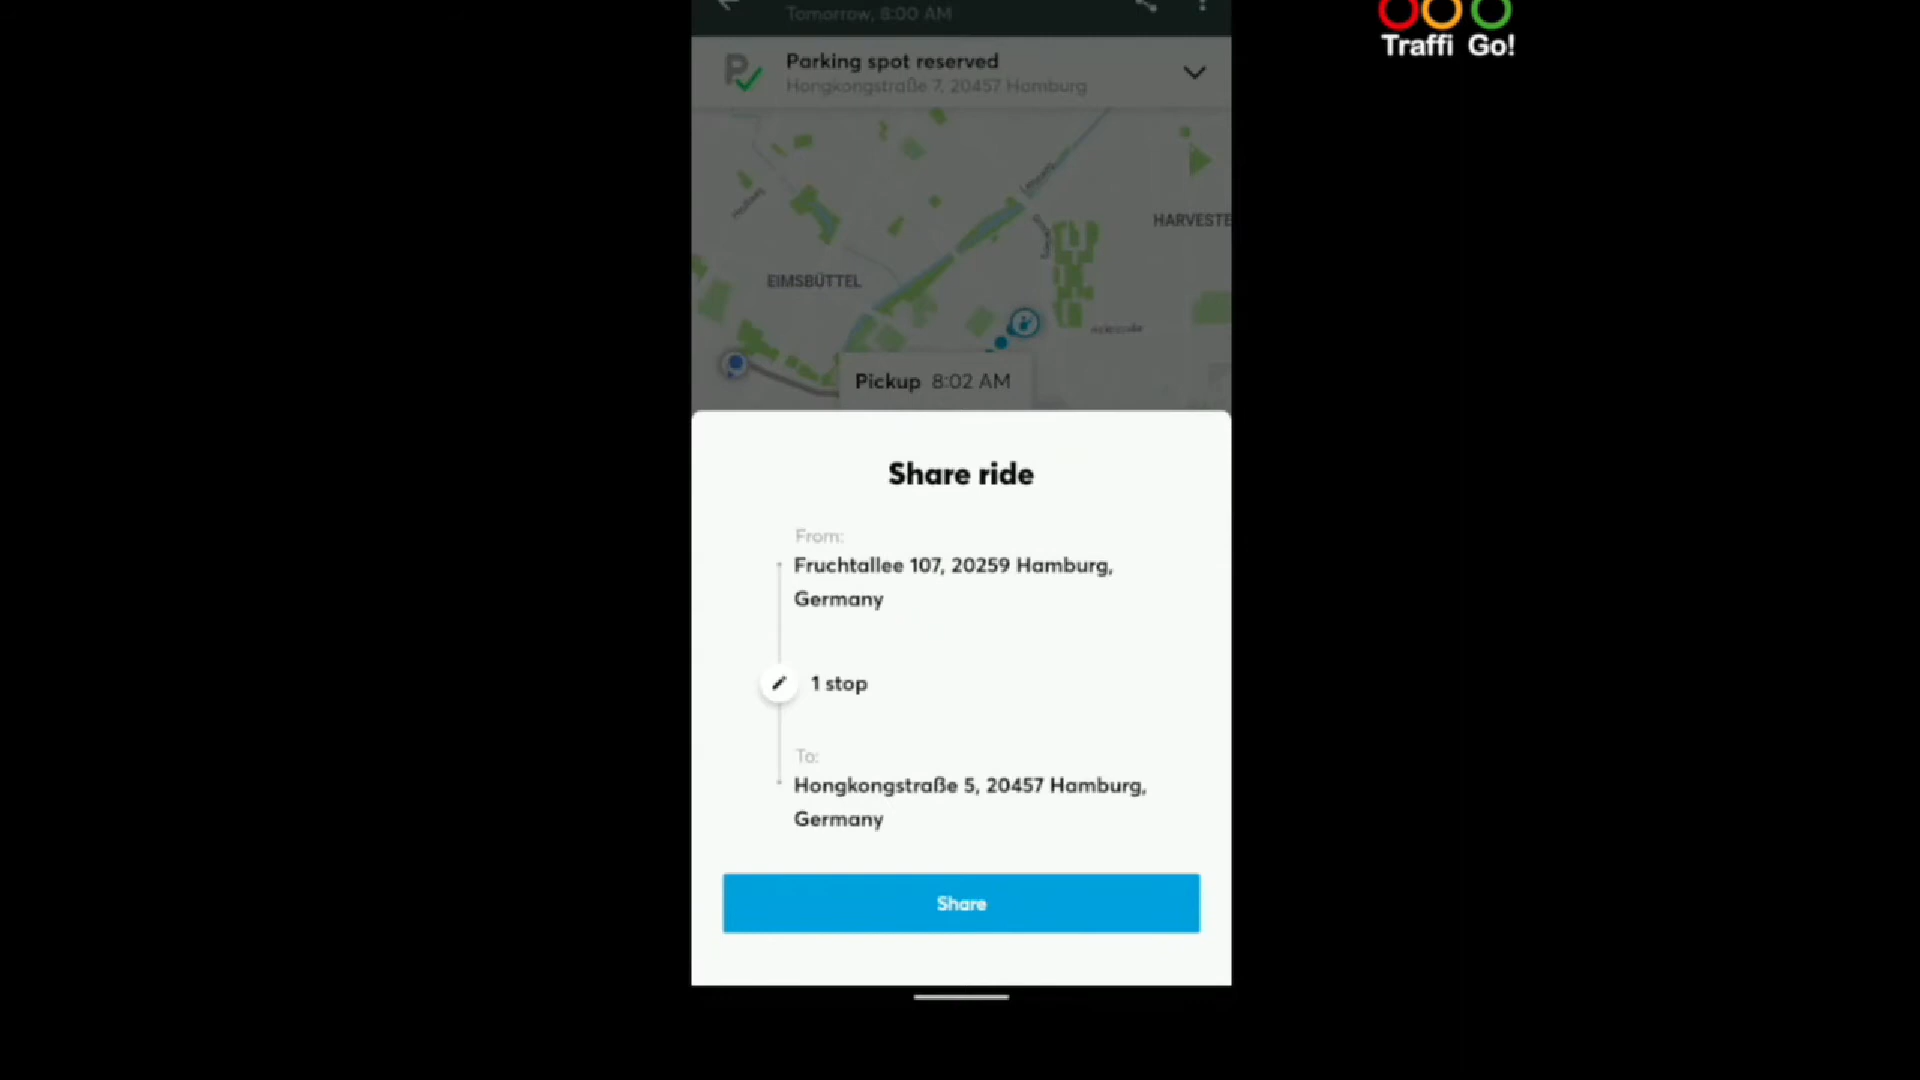 Tomorrow, 8:00 AM
Traffi Go!
Parking spot reserved
Hongkongstraße 7, 20457 Hamburg
HARVESTE
EIMSBÜTTEL
Pickup 8:02 AM
Share ride
From:
Fruchtallee 107, 20259 Hamburg,
Germany
1 stop
To:
Hongkongstraße 5, 20457 Hamburg,
Germany
Share